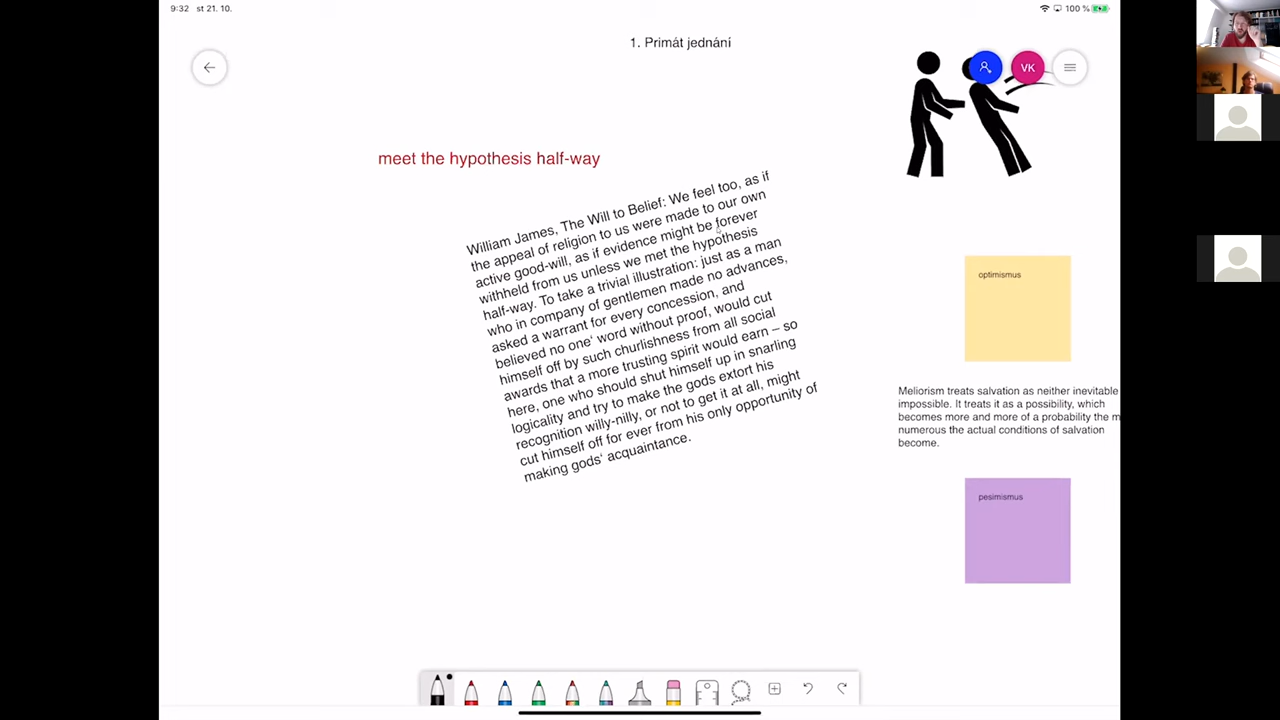 9:32 st 21. 10.
100 %
1. Primát jednání
VK
meet the hypothesis half-way
William James, The Will to Belief: We feel too, as if
the appeal of religion to us were made to our own
active good-will, as if evidence might be forever
withheld from us unless we met the hypothesis
half-way. To take a trivial illustration: just as a man
who in company of gentlemen made no advances,
asked a warrant for every concession, and
believed no one‘ word without proof, would cut
himself off by such churlishness from all social
awards that a more trusting spirit would earn – so
here, one who should shut himself up in snarling
logicality and try to make the gods extort his
recognition willy-nilly, or not to get it at all, might
cut himself off for ever from his only opportunity of
making gods‘ acquaintance.
optimismus
Meliorism treats salvation as neither inevitable
impossible. It treats it as a possibility, which
becomes more and more of a probability the m
numerous the actual conditions of salvation
become.
pesimismus